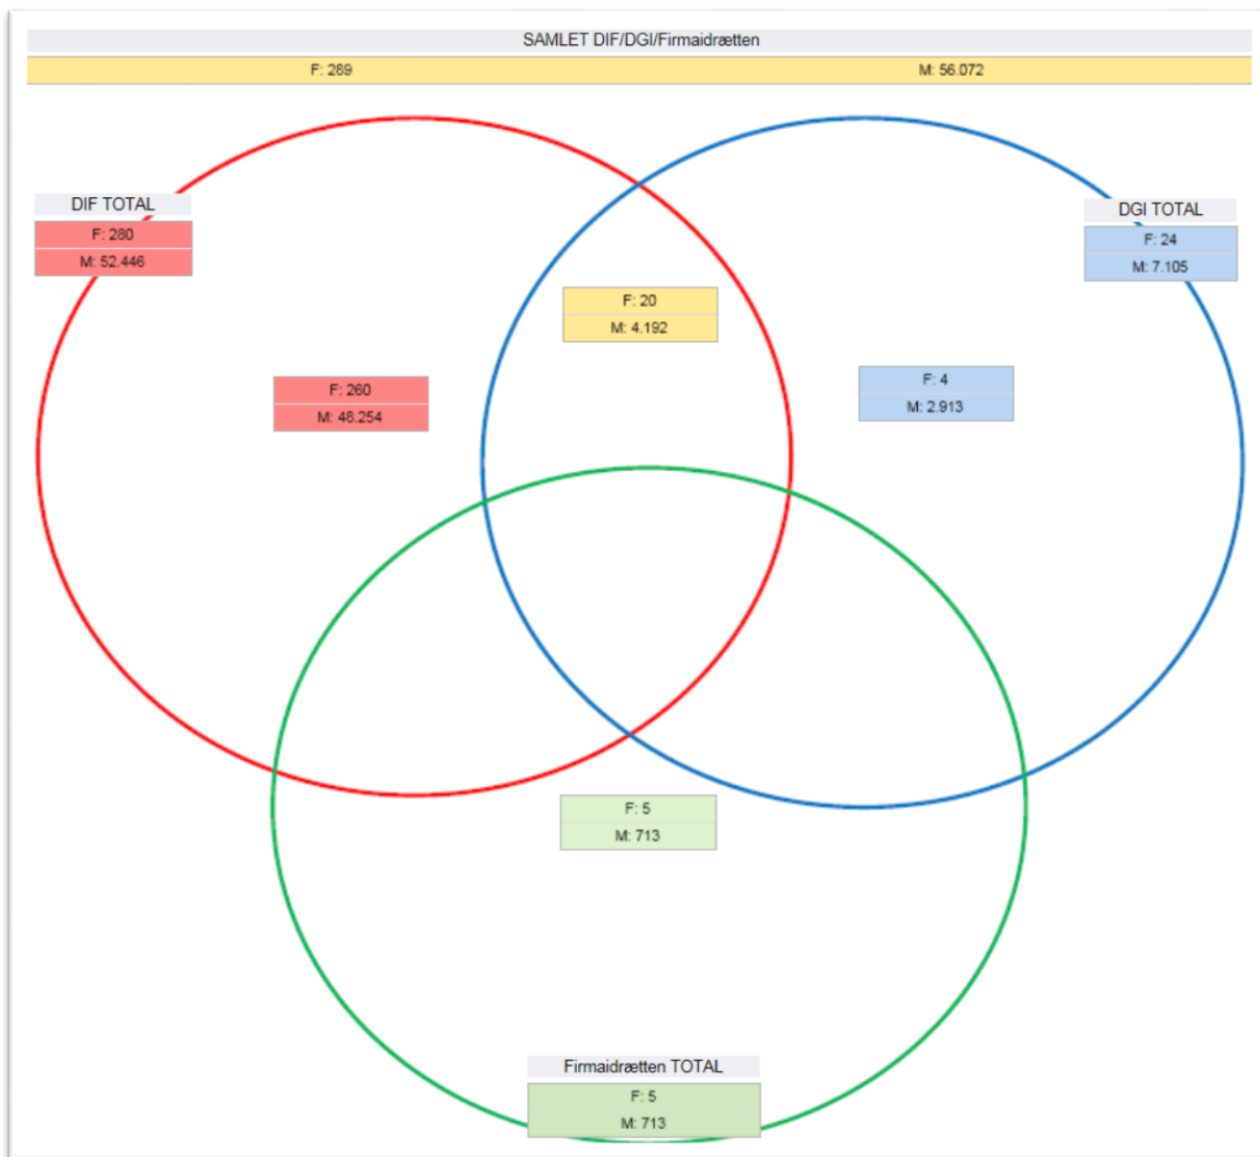 SAMLET DIF/DGI/Firmaidrætten
F: 289 M: 56.072
DIF TOTAL
F: 280
M: 52.446
DGI TOTAL
F: 24
M: 7.105
F: 20
M: 4.192
F: 260
M: 48.254
F: 4
M: 2.913
F: 5
M: 713
Firmaidrætten TOTAL
F: 5
M: 713